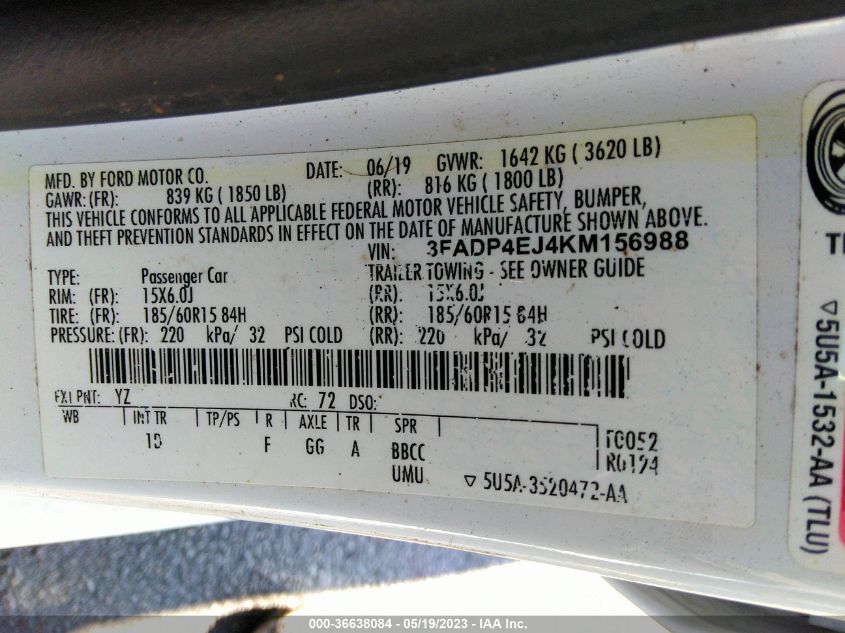 MFD. BY FORD MOTOR CO. DATE: 06/19 GVWR: 1642 KG ( 3620 LB)
GAWR: (FR): 839 KG ( 1850 LB) (RR): 816 KG ( 1800 LB)
THIS VEHICLE CONFORMS TO ALL APPLICABLE FEDERAL MOTOR VEHICLE SAFETY, BUMPER,
AND THEFT PREVENTION STANDARDS IN EFFECT ON THE DATE OF MANUFACTURE SHOWN ABOVE.
VIN: 3FADP4EJ4KM156988
TYPE: Passenger Car TRAILER TOWING - SEE OWNER GUIDE
RIM: (FR): 15X6.0J (RR): 15X6.0J
TIRE: (FR): 185/60R15 84H (RR): 185/60R15 84H
PRESSURE: (FR): 220 kPa/ 32 PSI COLD (RR): 220 kPa/ 32 PSI COLD
EXT PNT: YZ RC: 72 DSO:
WB INT TR TP/PS R AXLE TR SPR
F GG A BBCC
UMU
5U5A-3520472-AA
5U5A-1532-AA (TLU)
000-36638084 - 05/19/2023 - IAA Inc.